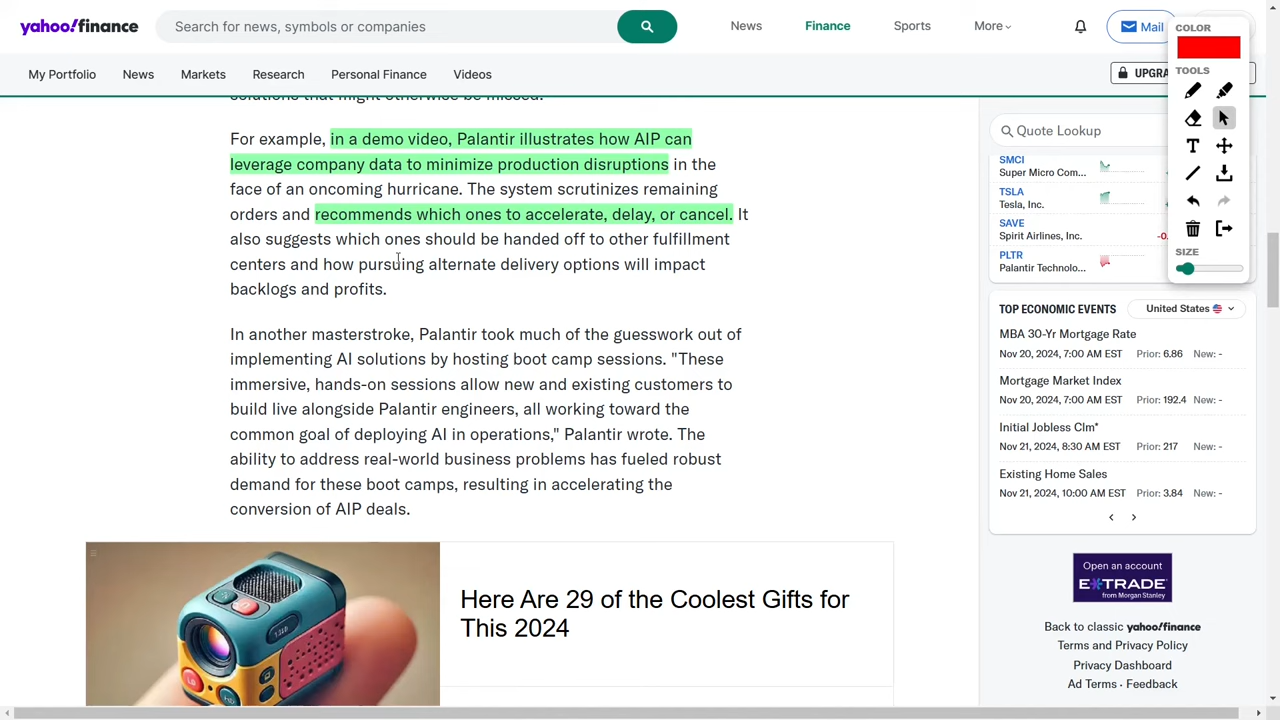 yahoo!finance
Search for news, symbols or companies
News
Finance
Sports
More
Mail
COLOR
TOOLS
SIZE
My Portfolio
News
Markets
Research
Personal Finance
Videos
UPGRA
solutions that might otherwise be missed.
For example, in a demo video, Palantir illustrates how AIP can
leverage company data to minimize production disruptions in the
face of an oncoming hurricane. The system scrutinizes remaining
orders and recommends which ones to accelerate, delay, or cancel. It
also suggests which ones should be handed off to other fulfillment
centers and how pursuing alternate delivery options will impact
backlogs and profits.
In another masterstroke, Palantir took much of the guesswork out of
implementing AI solutions by hosting boot camp sessions. "These
immersive, hands-on sessions allow new and existing customers to
build live alongside Palantir engineers, all working toward the
common goal of deploying AI in operations," Palantir wrote. The
ability to address real-world business problems has fueled robust
demand for these boot camps, resulting in accelerating the
conversion of AIP deals.
Here Are 29 of the Coolest Gifts for
This 2024
Quote Lookup
SMCI
Super Micro Com...
TSLA
Tesla, Inc.
SAVE
Spirit Airlines, Inc.
-0.
PLTR
Palantir Technolo...
TOP ECONOMIC EVENTS
United States
MBA 30-Yr Mortgage Rate
Nov 20, 2024, 7:00 AM EST Prior: 6.86 New: -
Mortgage Market Index
Nov 20, 2024, 7:00 AM EST Prior: 192.4 New: -
Initial Jobless Clm*
Nov 21, 2024, 8:30 AM EST Prior: 217 New: -
Existing Home Sales
Nov 21, 2024, 10:00 AM EST Prior: 3.84 New: -
Open an account
E*TRADE
from Morgan Stanley
Back to classic yahoo!finance
Terms and Privacy Policy
Privacy Dashboard
Ad Terms · Feedback